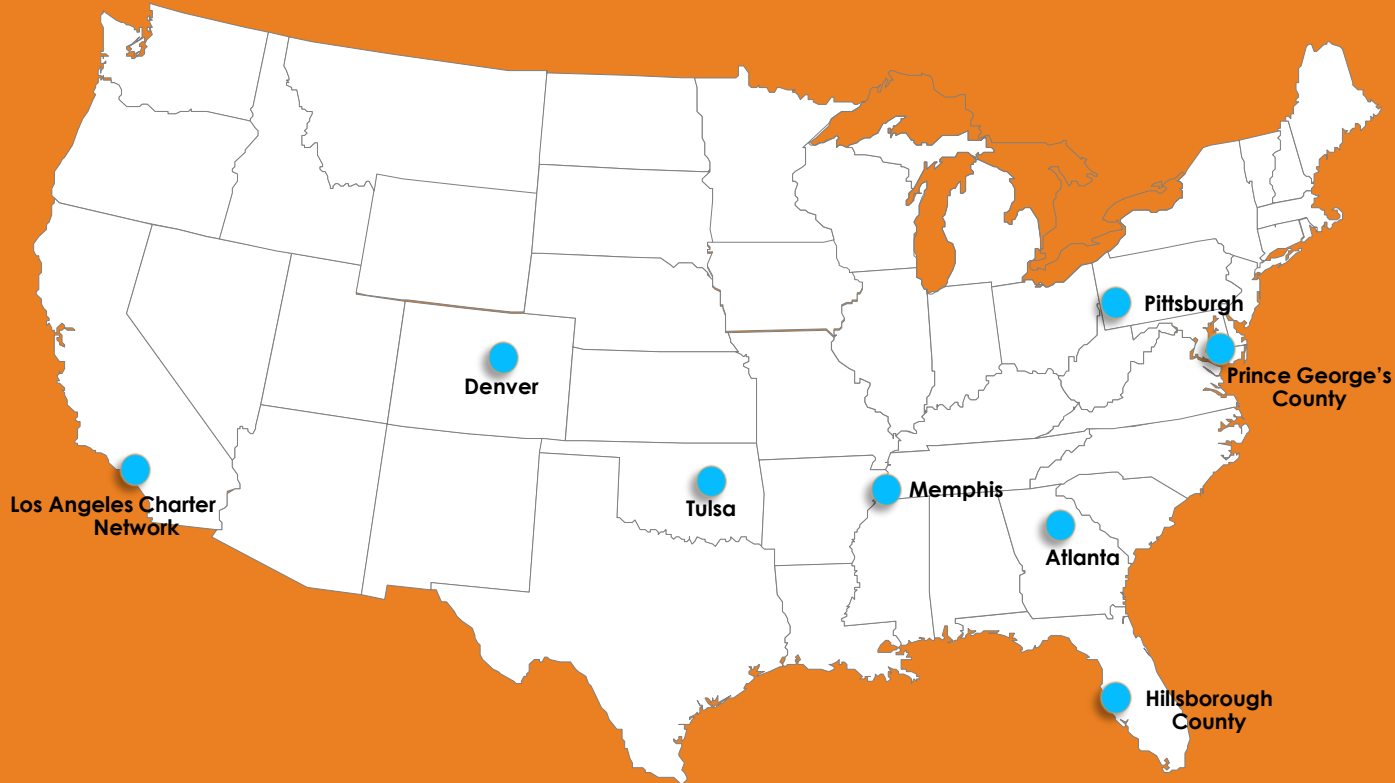 Pittsburgh
Prince George's
County
Denver
Los Angeles Charter
Network
Tulsa
Memphis
Atlanta
Hillsborough
County